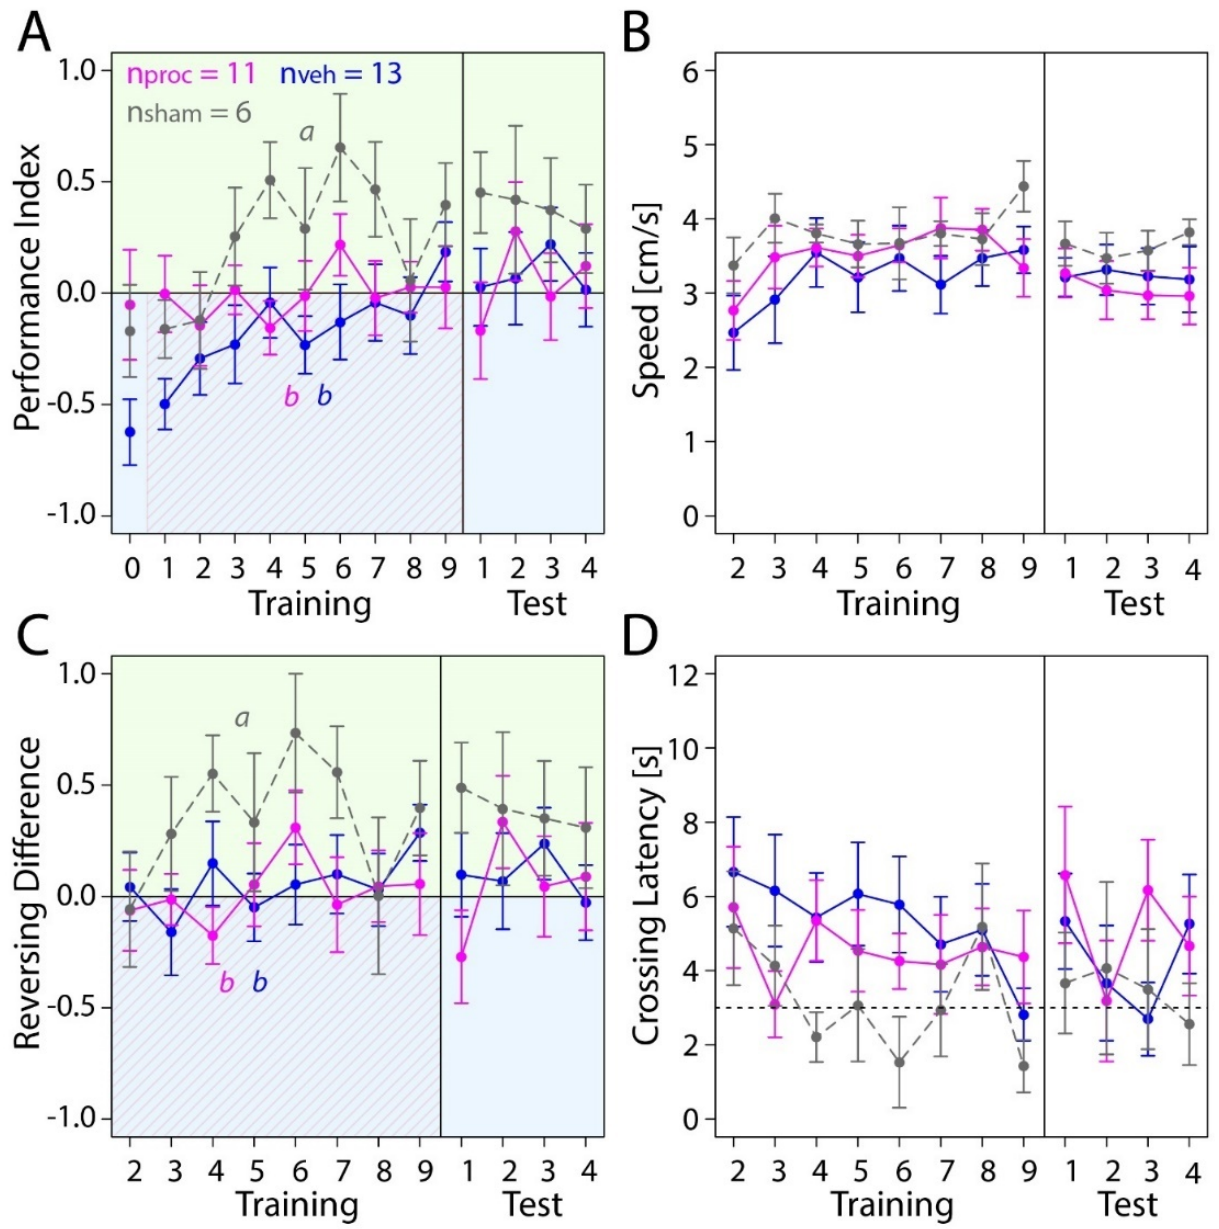 A
nproc = 11 nveh = 13
nsham = 6
a
b b
Performance Index
1.0
0.5
0.0
-0.5
-1.0
0 1 2 3 4 5 6 7 8 9 1 2 3 4
Training Test
B
Speed [cm/s]
6
5
4
3
2
1
0
2 3 4 5 6 7 8 9 1 2 3 4
Training Test
C
a
b b
Reversing Difference
1.0
0.5
0.0
-0.5
-1.0
2 3 4 5 6 7 8 9 1 2 3 4
Training Test
D
Crossing Latency [s]
12
10
8
6
4
2
0
2 3 4 5 6 7 8 9 1 2 3 4
Training Test